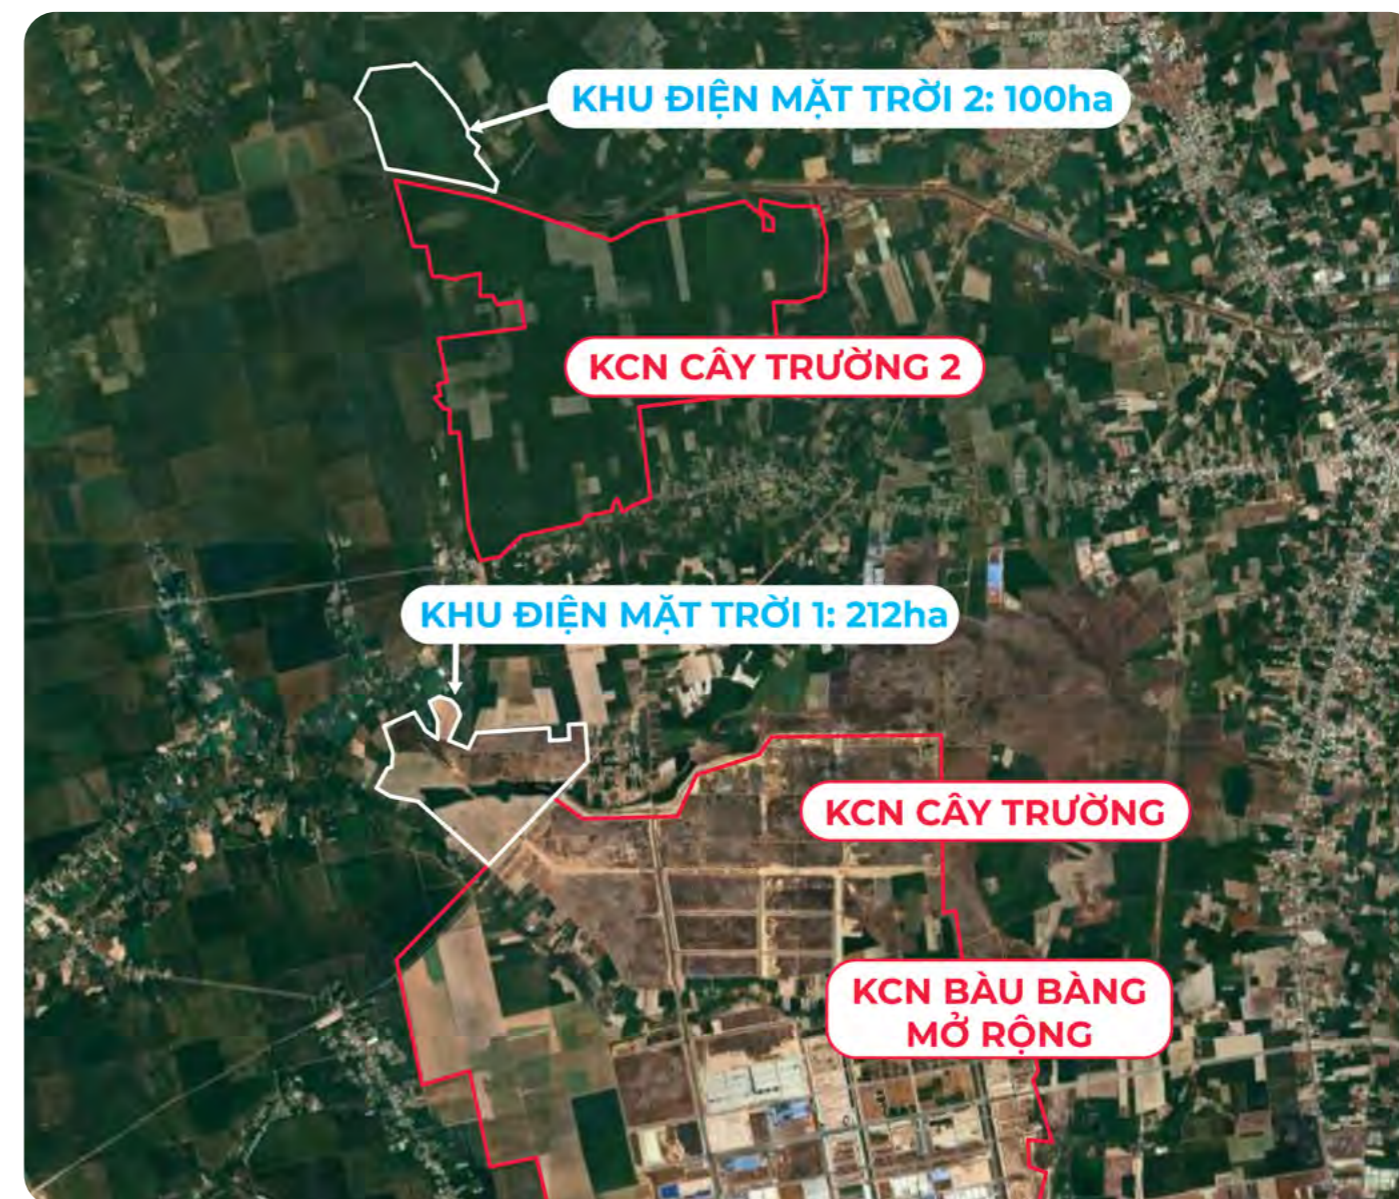 KHU ĐIỆN MẶT TRỜI 2: 100ha
KCN CÂY TRƯỜNG 2
KHU ĐIỆN MẶT TRỜI 1: 212ha
KCN CÂY TRƯỜNG
KCN BÀU BÀNG
MỞ RỘNG